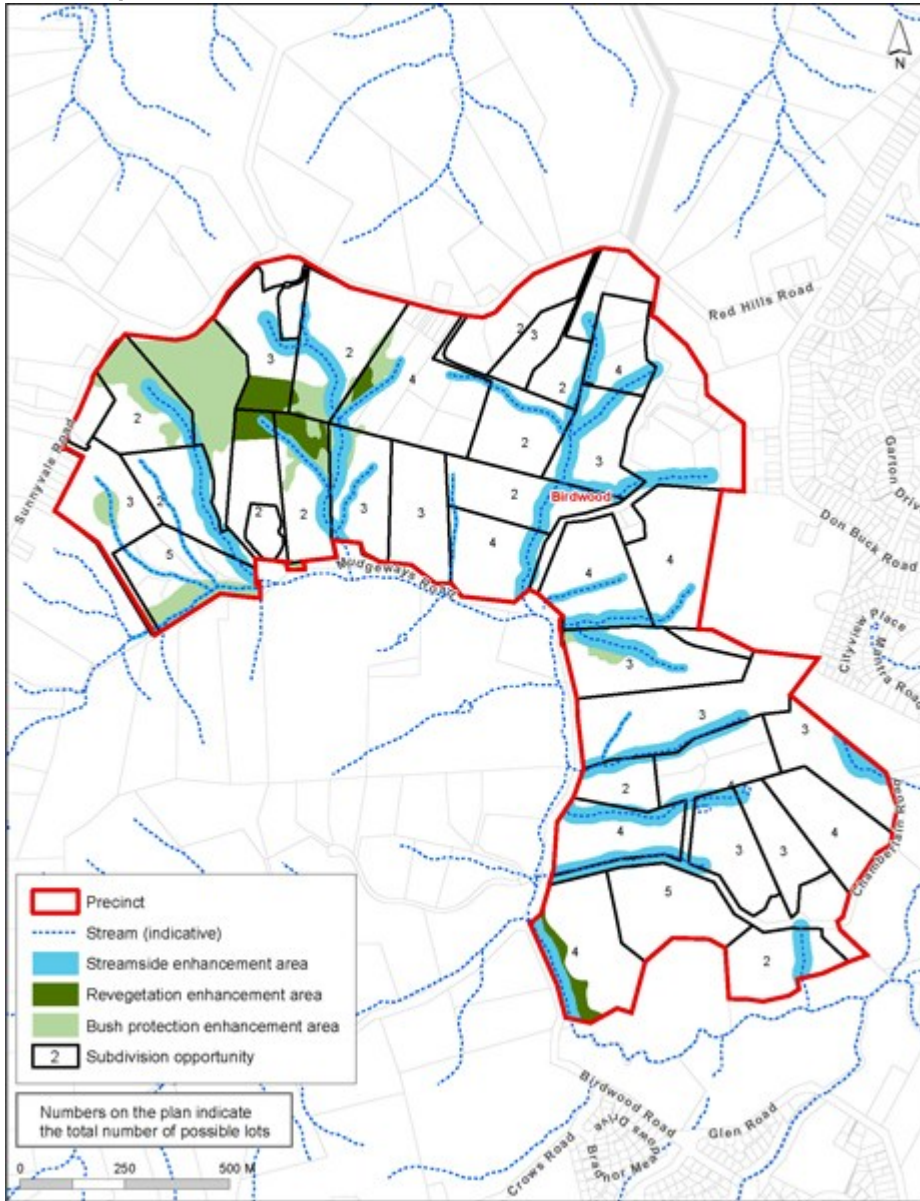 N
Red Hills Road
Garton Drive
Don Buck Road
Cityview Place
Mantra Road
Sunnyvale Road
Birdwood
Mudgeways Road
Chamberlain Road
2
3
2
3
2
4
4
2
2
3
3
2
5
2
2
3
3
2
4
4
4
3
3
3
2
4
3
3
4
5
4
2
Precinct
Stream (indicative)
Streamside enhancement area
Revegetation enhancement area
Bush protection enhancement area
2 Subdivision opportunity
Numbers on the plan indicate
the total number of possible lots
0 250 500 M
Birdwood Road
Crows Road
Glen Road